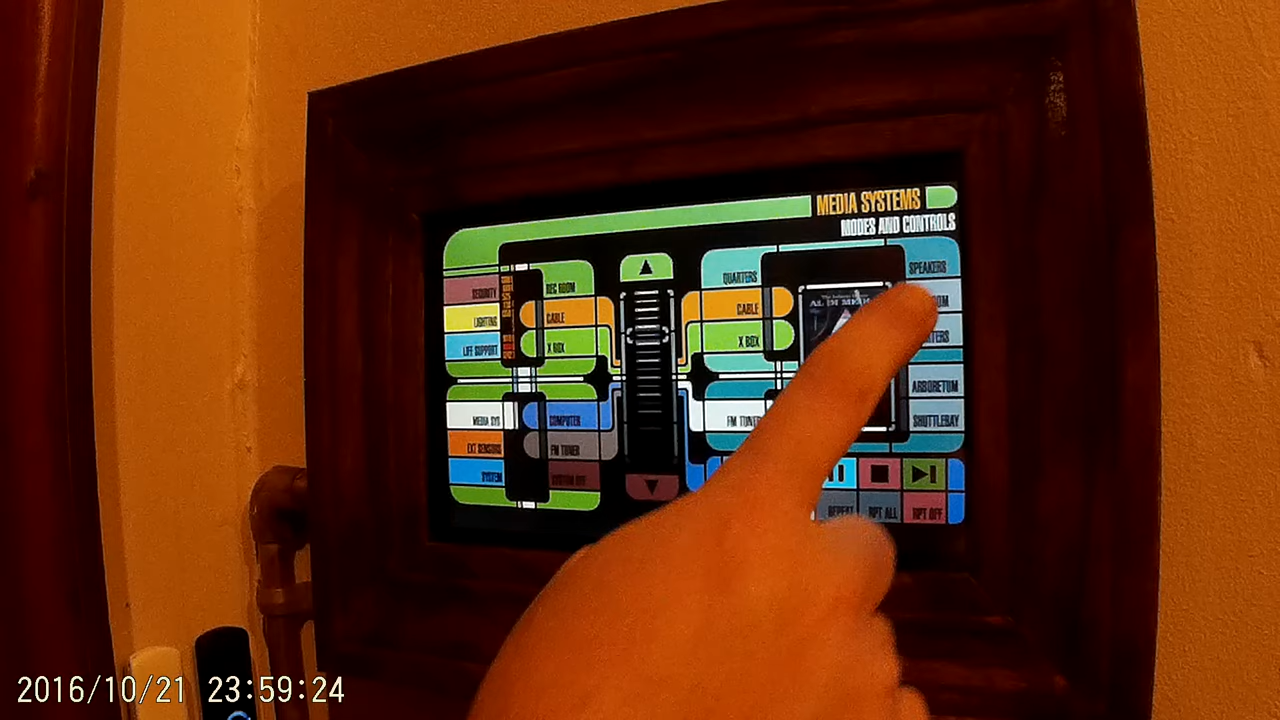 MEDIA SYSTEMS
MODES AND CONTROLS
SECURITY
LIGHTING
LIFE SUPPORT
MEDIA SYS
EXT SENSORS
SYSTEM
REC ROOM
CABLE
X BOX
COMPUTER
FM TUNER
QUARTERS
CABLE
X BOX
FM TUNER
SPEAKERS
ARBORETUM
SHUTTLEBAY
REPEAT
RPT ALL
RPT OFF
2016/10/21 23:59:24